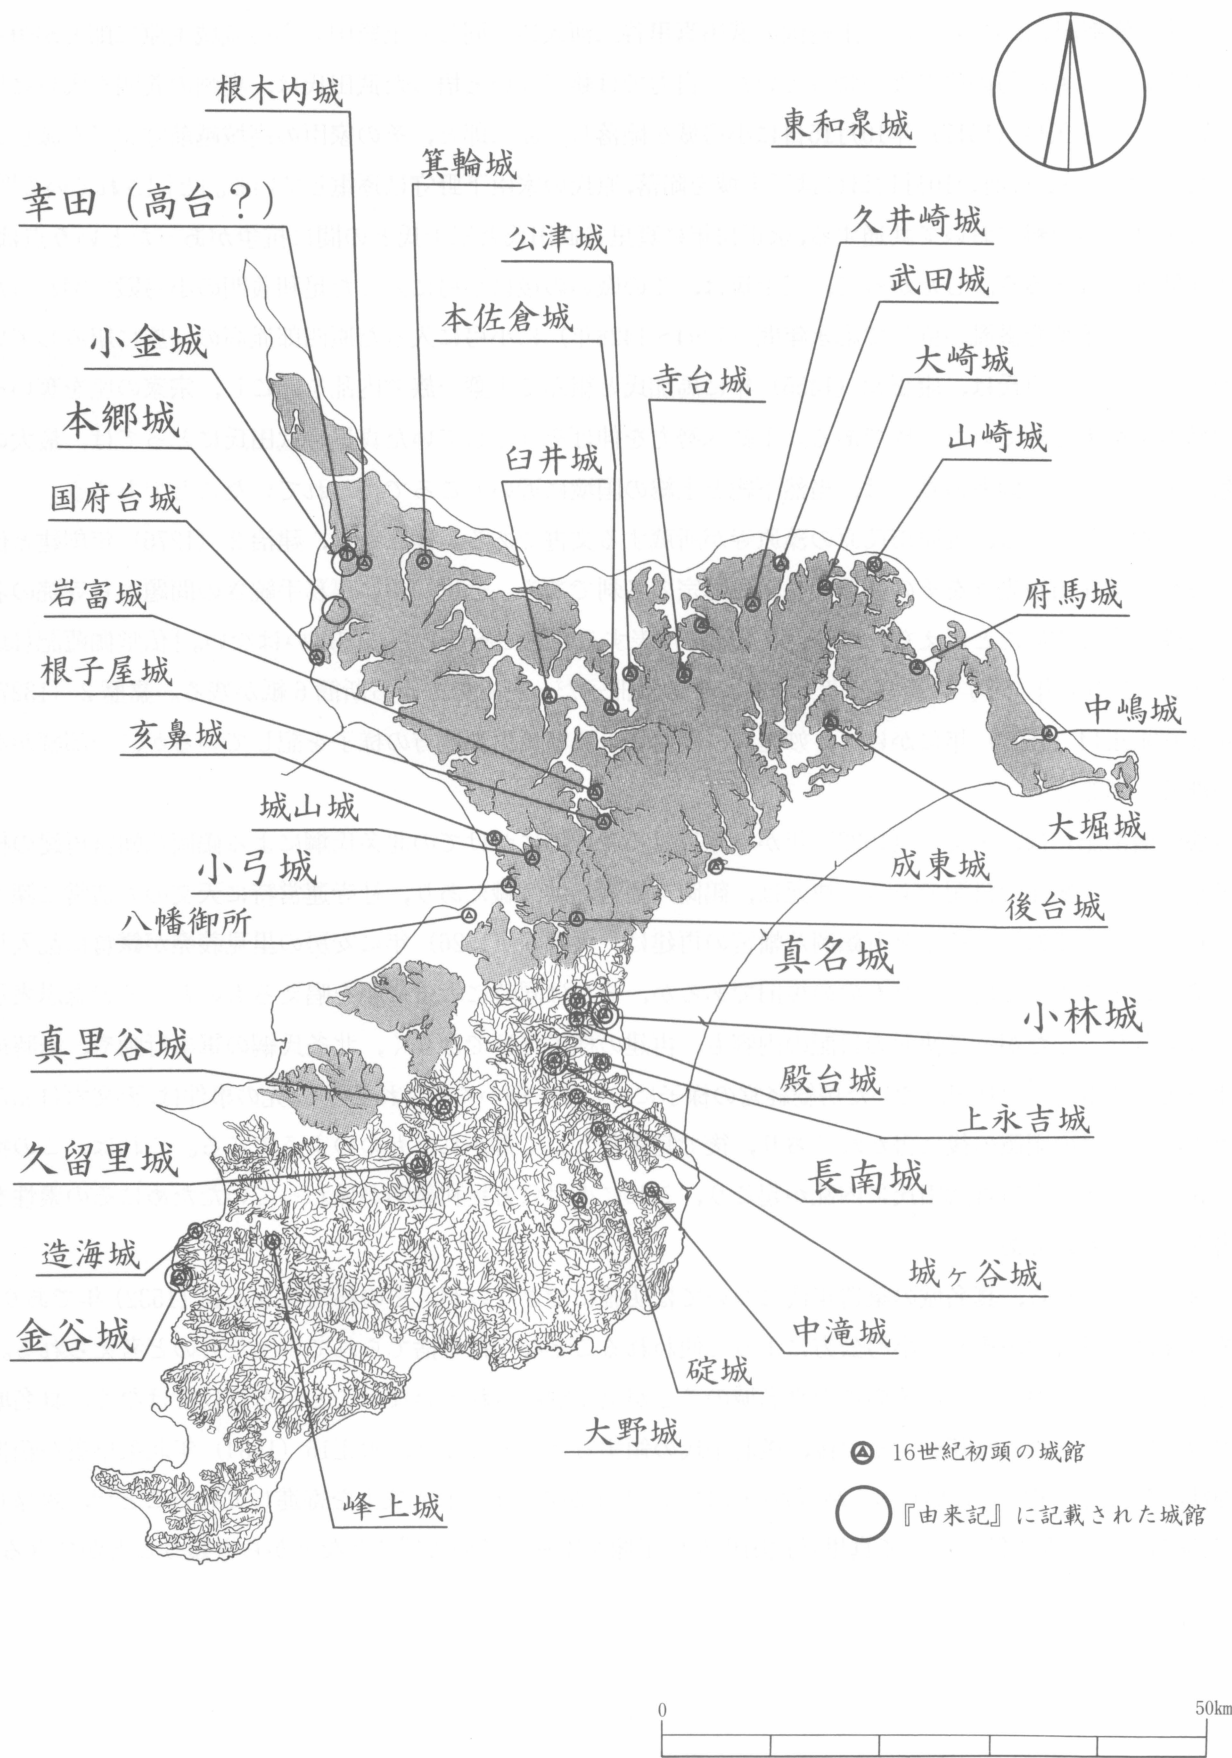 根木内城
東和泉城
箕輪城
幸田（高台？）
久井崎城
公津城
武田城
本佐倉城
小金城
大崎城
寺台城
本郷城
山崎城
臼井城
国府台城
岩富城
府馬城
根子屋城
中嶋城
亥鼻城
城山城
大堀城
小弓城
成東城
八幡御所
後台城
真名城
小林城
真里谷城
殿台城
上永吉城
久留里城
長南城
造海城
城ヶ谷城
金谷城
中滝城
碇城
大野城
16世紀初頭の城館
峰上城
『由来記』に記載された城館
0
50km